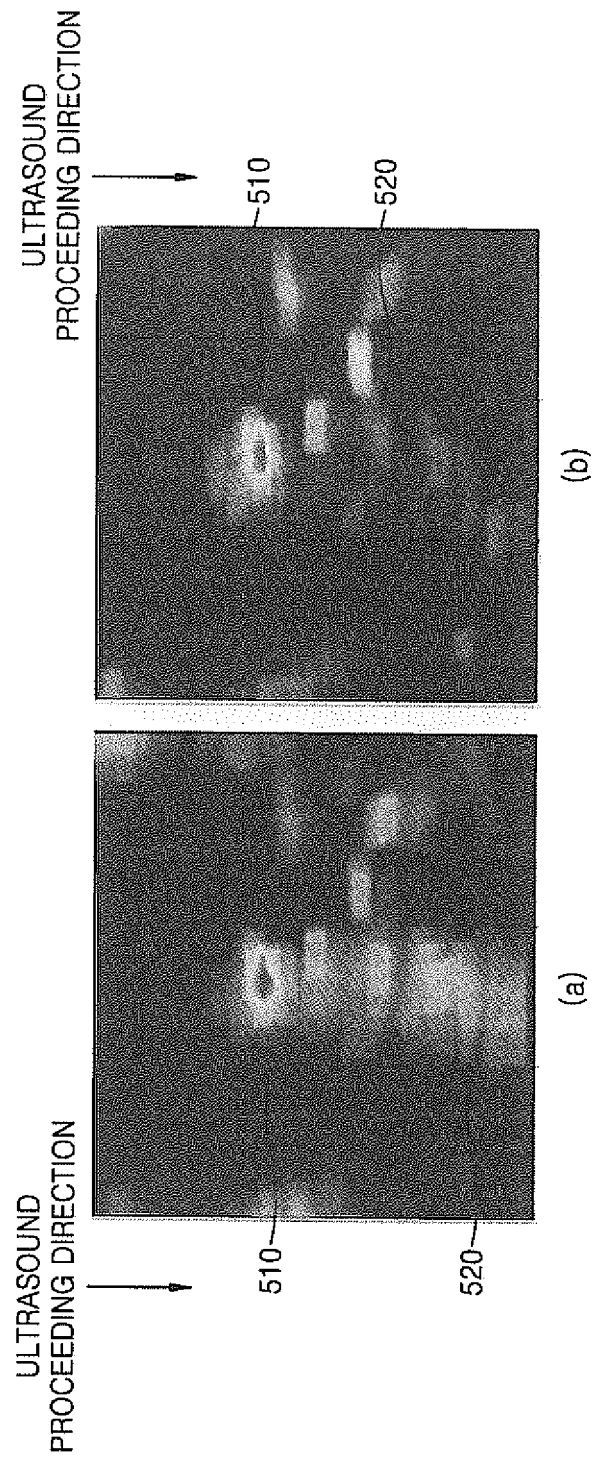 ULTRASOUND
PROCEEDING DIRECTION
510
520
(a)
ULTRASOUND
PROCEEDING DIRECTION
510
520
(b)